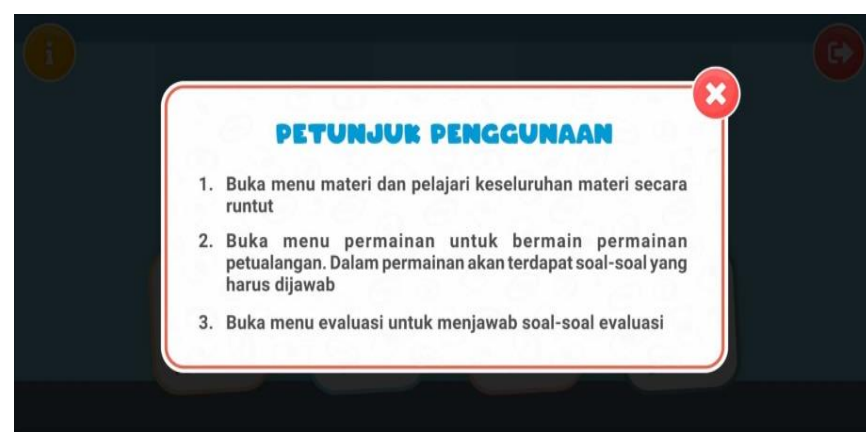 PETUNJUK PENGGUNAAN
1. Buka menu materi dan pelajari keseluruhan materi secara
runtut
2. Buka menu permainan untuk bermain permainan
petualangan. Dalam permainan akan terdapat soal-soal yang
harus dijawab
3. Buka menu evaluasi untuk menjawab soal-soal evaluasi